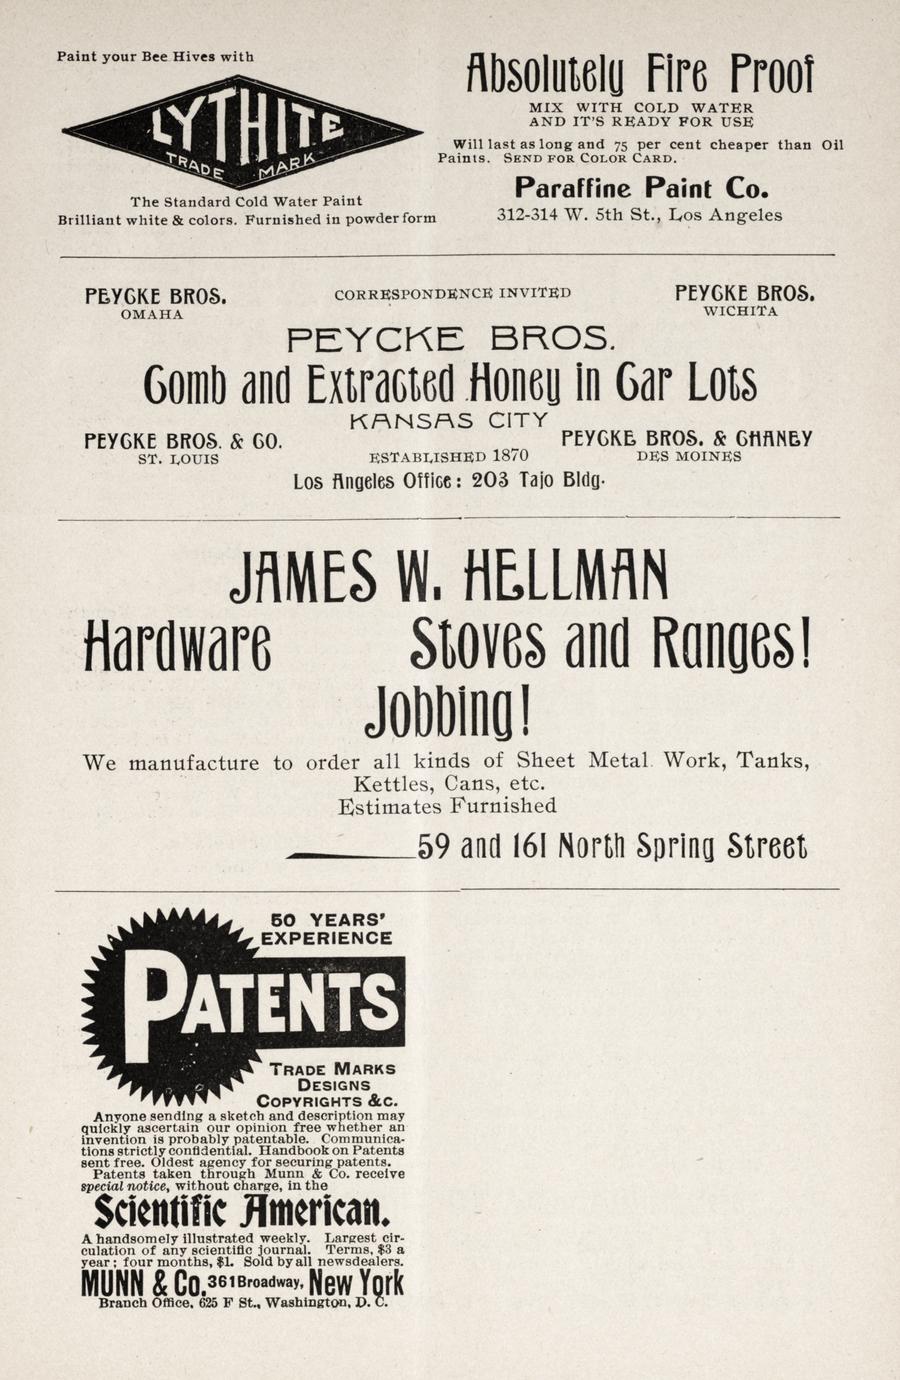 Paint your Bee Hives with
LYTHITE
TRADE MARK
The Standard Cold Water Paint
Brilliant white & colors. Furnished in powder form
Absolutely Fire Proof
MIX WITH COLD WATER
AND IT'S READY FOR USE
Will last as long and 75 per cent cheaper than Oil
Paints. SEND FOR COLOR CARD.
Paraffine Paint Co.
312-314 W. 5th St., Los Angeles
PEYCKE BROS. CORRESPONDENCE INVITED PEYCKE BROS.
OMAHA WICHITA
PEYCKE BROS.
Comb and Extracted Honey in Car Lots
KANSAS CITY
PEYCKE BROS. & CO. PEYCKE BROS. & CHANEY
ST. LOUIS ESTABLISHED 1870 DES MOINES
Los Angeles Office: 203 Tajo Bldg.
JAMES W. HELLMAN
Hardware Stoves and Ranges!
Jobbing!
We manufacture to order all kinds of Sheet Metal Work, Tanks,
Kettles, Cans, etc.
Estimates Furnished
59 and 161 North Spring Street
50 YEARS'
EXPERIENCE
PATENTS
TRADE MARKS
DESIGNS
COPYRIGHTS &C.
Anyone sending a sketch and description may
quickly ascertain our opinion free whether an
invention is probably patentable. Communica-
tions strictly confidential. Handbook on Patents
sent free. Oldest agency for securing patents.
Patents taken through Munn & Co. receive
special notice, without charge, in the
Scientific American.
A handsomely illustrated weekly. Largest cir-
culation of any scientific journal. Terms, $3 a
year; four months, $1. Sold by all newsdealers.
MUNN & Co. 361 Broadway, New York
Branch Office, 625 F St., Washington, D. C.